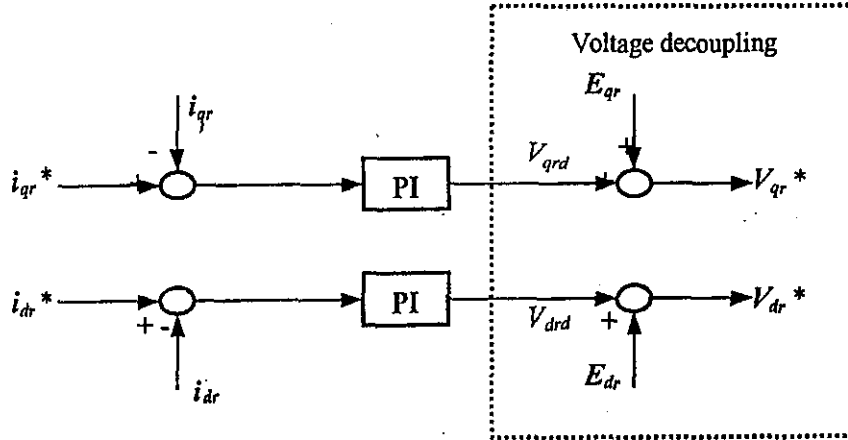 Voltage decoupling
E_qr
i_qr
- +
i_qr * + PI V_qrd + V_qr *
i_dr * PI V_dr *
+ - V_drd +
i_dr E_dr